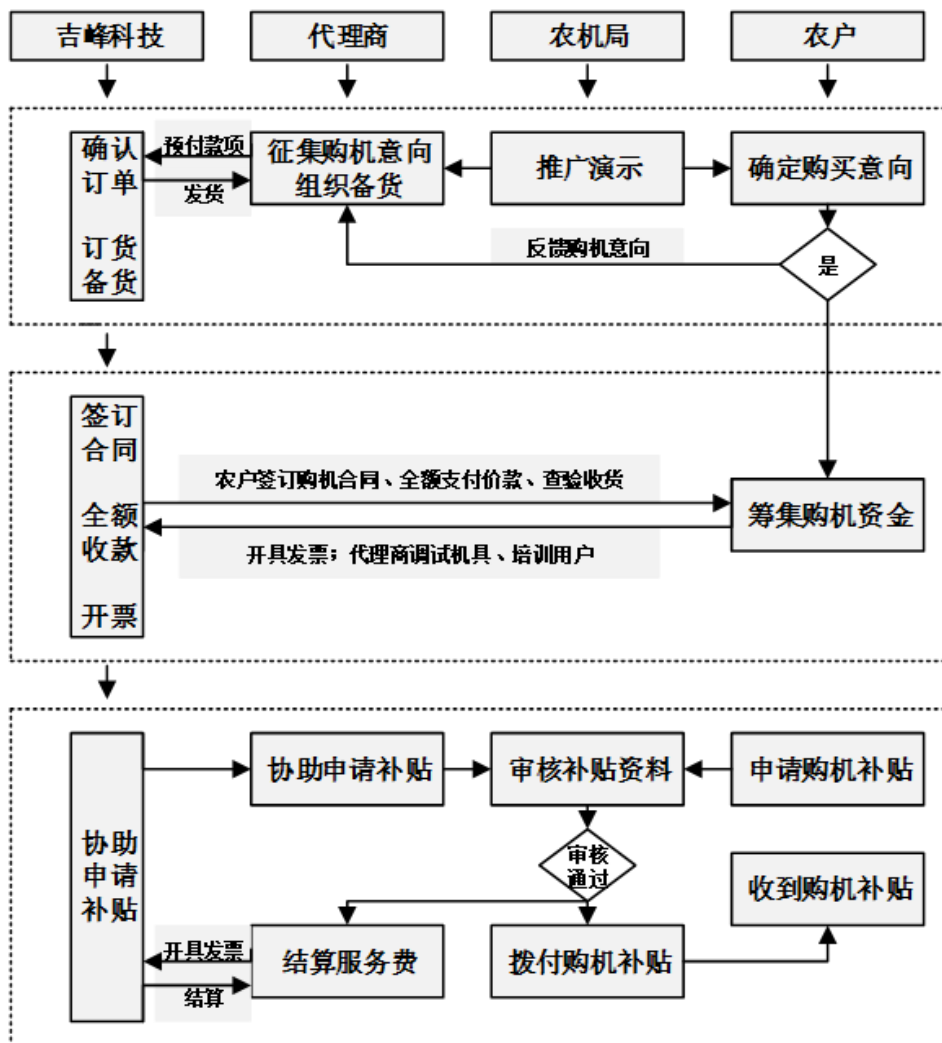 吉峰科技
代理商
农机局
农户
确认
订单
订货
备货
预付款项
发货
征集购机意向
组织备货
推广演示
确定购买意向
反馈购机意向
是
签订
合同
全额
收款
开票
农户签订购机合同、全额支付价款、查验收货
开具发票；代理商调试机具、培训用户
筹集购机资金
协助
申请
补贴
协助申请补贴
审核补贴资料
申请购机补贴
审核
通过
收到购机补贴
开具发票
结算
结算服务费
拨付购机补贴